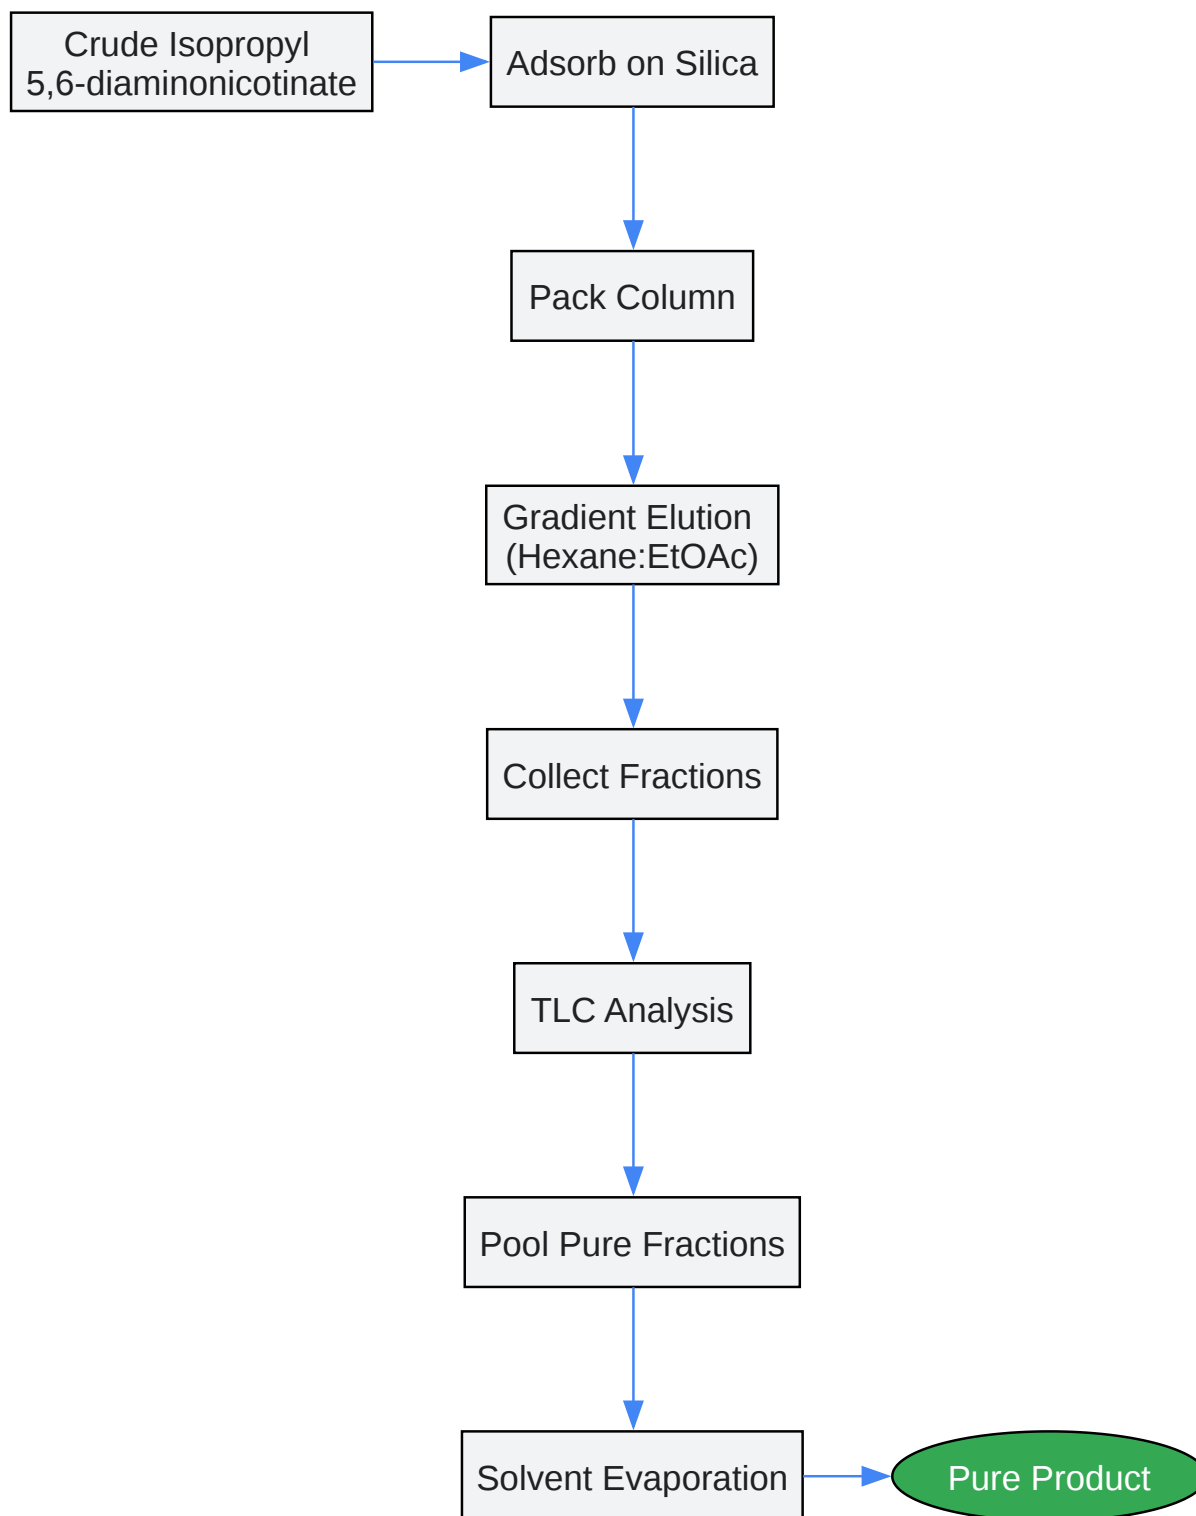 Crude Isopropyl
5,6-diaminonicotinate
Adsorb on Silica
Pack Column
Gradient Elution
(Hexane:EtOAc)
Collect Fractions
TLC Analysis
Pool Pure Fractions
Solvent Evaporation
Pure Product